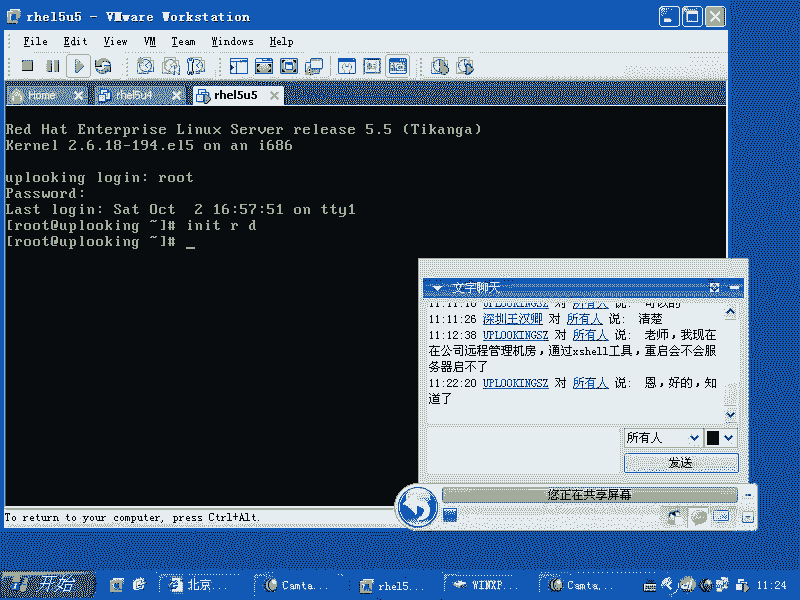 rhel5u5 - VMware Workstation
File Edit View VM Team Windows Help
Home rhel5u4 rhel5u5
Red Hat Enterprise Linux Server release 5.5 (Tikanga)
Kernel 2.6.18-194.el5 on an i686
uplooking login: root
Password:
Last login: Sat Oct  2 16:57:51 on tty1
[root@uplooking ~]# init r d
[root@uplooking ~]# _
文字聊天
11:11:10 UPLOOKINGSZ 对 所有人 说: 可以的
11:11:26 深圳王汉卿 对 所有人 说: 清楚
11:12:38 UPLOOKINGSZ 对 所有人 说: 老师，我现在
在公司远程管理机房，通过xshell工具，重启会不会服
务器启不了
11:22:20 UPLOOKINGSZ 对 所有人 说: 恩，好的，知
道了
所有人
发送
您正在共享屏幕
To return to your computer, press Ctrl+Alt.
开始 北京 Camta... rhel5... WINXP... Camta... 11:24